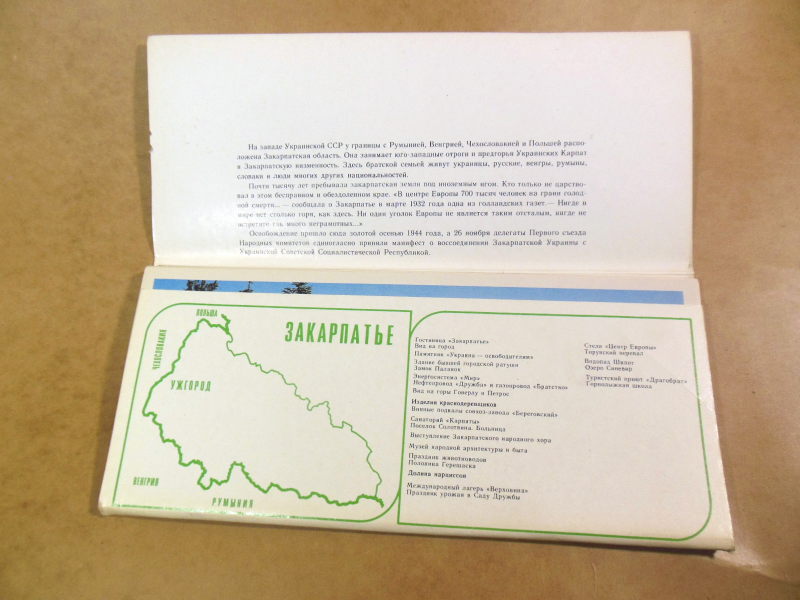 На западе Украинской ССР у границы с Румынией, Венгрией, Чехословакией и Польшей распо-
ложена Закарпатская область. Она занимает юго-западные отроги и предгорья Украинских Карпат
и Закарпатскую низменность. Здесь братской семьей живут украинцы, русские, венгры, румыны,
словаки и люди многих других национальностей.
Почти тысячу лет пребывала закарпатская земля под иноземным игом. Кто только не царство-
вал в этом бесправном и обездоленном крае. «В центре Европы 700 тысяч человек на грани голод-
ной смерти... — сообщала о Закарпатье в марте 1932 года одна из голландских газет.— Нигде в
мире нет столько горя, как здесь. Ни один уголок Европы не является таким отсталым, нигде не
встретите так много неграмотных...»
Освобождение пришло сюда золотой осенью 1944 года, а 26 ноября делегаты Первого съезда
Народных комитетов единогласно приняли манифест о воссоединении Закарпатской Украины с
Украинской Советской Социалистической Республикой.
ЗАКАРПАТЬЕ
ПОЛЬША
ЧЕХОСЛОВАКИЯ
УЖГОРОД
ВЕНГРИЯ
РУМЫНИЯ
Гостиница «Закарпатье»
Вид на город
Памятник «Украина — освободителям»
Здание бывшей городской ратуши
Замок Паланок
Энергосистема «Мир»
Нефтепровод «Дружба» и газопровод «Братство»
Вид на горы Говерлу и Петрос
Изделия краснодеревщиков
Винные подвалы совхоз-завода «Береговский»
Санаторий «Карпаты»
Поселок Солотвина. Больница
Выступление Закарпатского народного хора
Музей народной архитектуры и быта
Праздник животноводов
Полонина Герешаска
Долина нарциссов
Международный лагерь «Верховина»
Праздник урожая в Саду Дружбы
Стела «Центр Европы»
Торунский перевал
Водопад Шипот
Озеро Синевир
Туристский приют «Драгобрат»
Горнолыжная школа